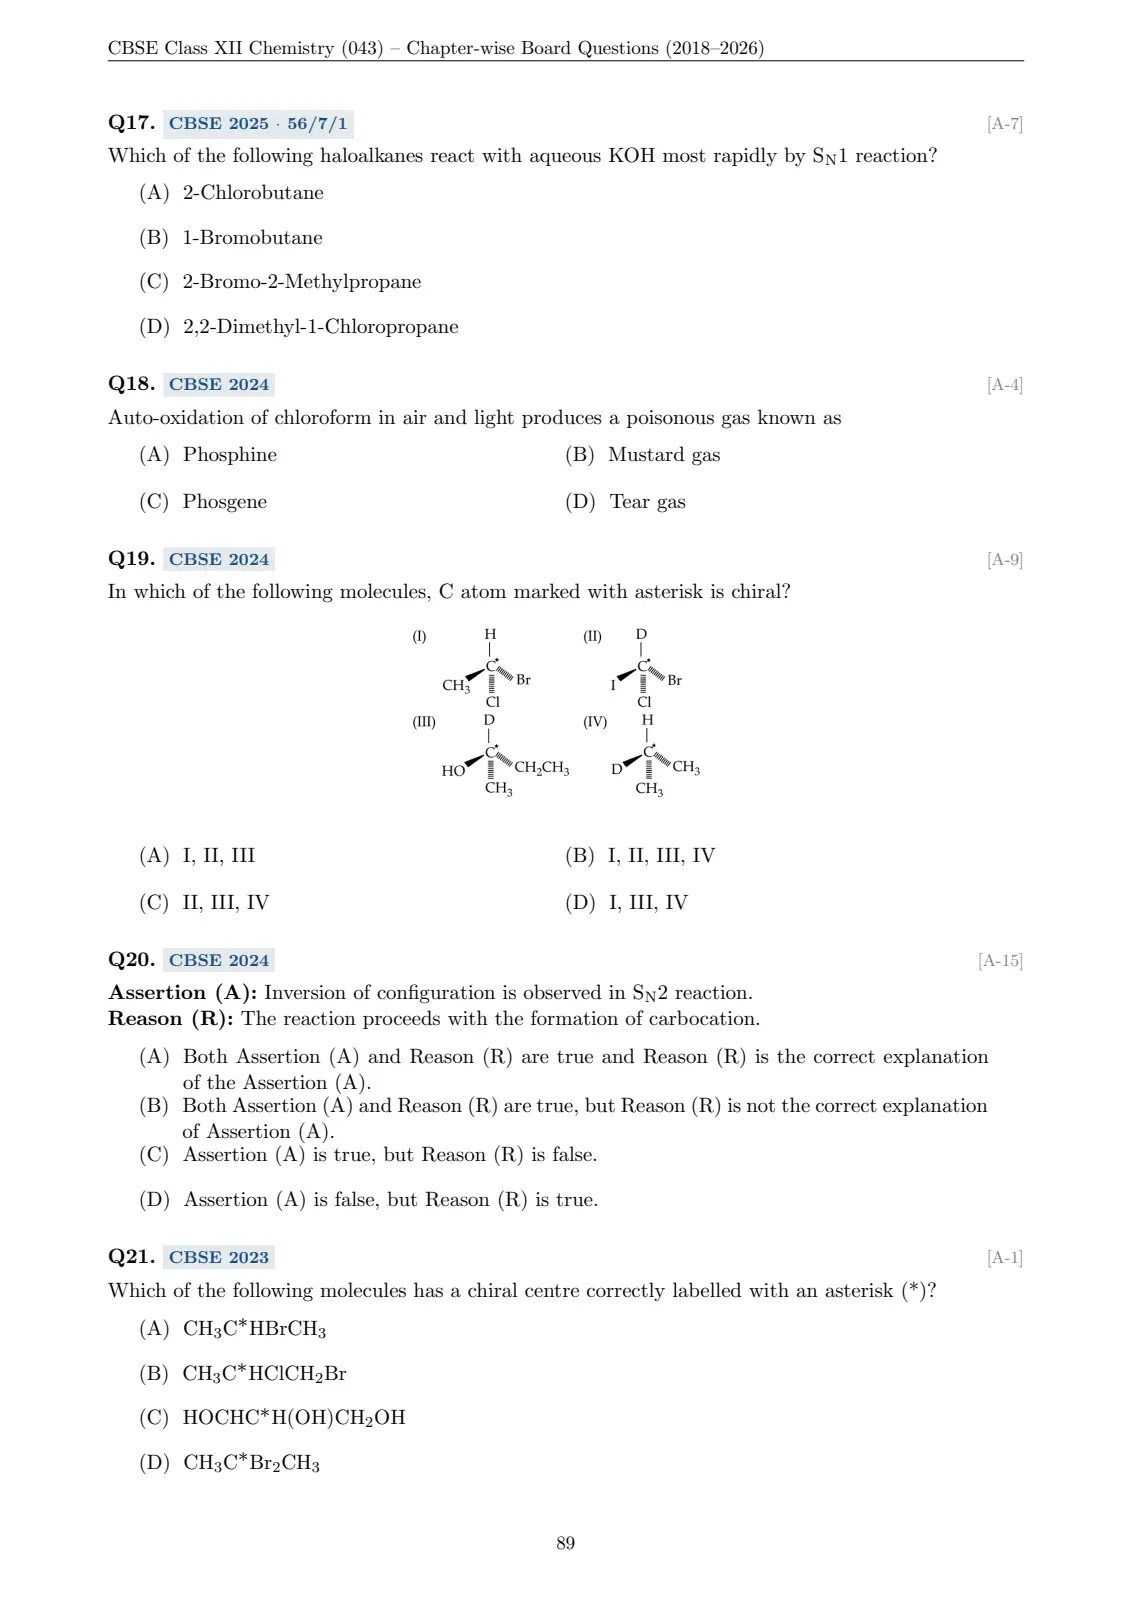 CBSE Class XII Chemistry (043) – Chapter-wise Board Questions (2018–2026)
Q17. CBSE 2025 · 56/7/1 [A-7]
Which of the following haloalkanes react with aqueous KOH most rapidly by S_N1 reaction?
(A) 2-Chlorobutane
(B) 1-Bromobutane
(C) 2-Bromo-2-Methylpropane
(D) 2,2-Dimethyl-1-Chloropropane
Q18. CBSE 2024 [A-4]
Auto-oxidation of chloroform in air and light produces a poisonous gas known as
(A) Phosphine (B) Mustard gas
(C) Phosgene (D) Tear gas
Q19. CBSE 2024 [A-9]
In which of the following molecules, C atom marked with asterisk is chiral?
(I) H (II) D
C* C*
CH₃ Br I Br
Cl Cl
(III) D (IV) H
C* C*
HO CH₂CH₃ D CH₃
CH₃ CH₃
(A) I, II, III (B) I, II, III, IV
(C) II, III, IV (D) I, III, IV
Q20. CBSE 2024 [A-15]
Assertion (A): Inversion of configuration is observed in S_N2 reaction.
Reason (R): The reaction proceeds with the formation of carbocation.
(A) Both Assertion (A) and Reason (R) are true and Reason (R) is the correct explanation
of the Assertion (A).
(B) Both Assertion (A) and Reason (R) are true, but Reason (R) is not the correct explanation
of Assertion (A).
(C) Assertion (A) is true, but Reason (R) is false.
(D) Assertion (A) is false, but Reason (R) is true.
Q21. CBSE 2023 [A-1]
Which of the following molecules has a chiral centre correctly labelled with an asterisk (*)?
(A) CH₃C*HBrCH₃
(B) CH₃C*HClCH₂Br
(C) HOCHC*H(OH)CH₂OH
(D) CH₃C*Br₂CH₃
89